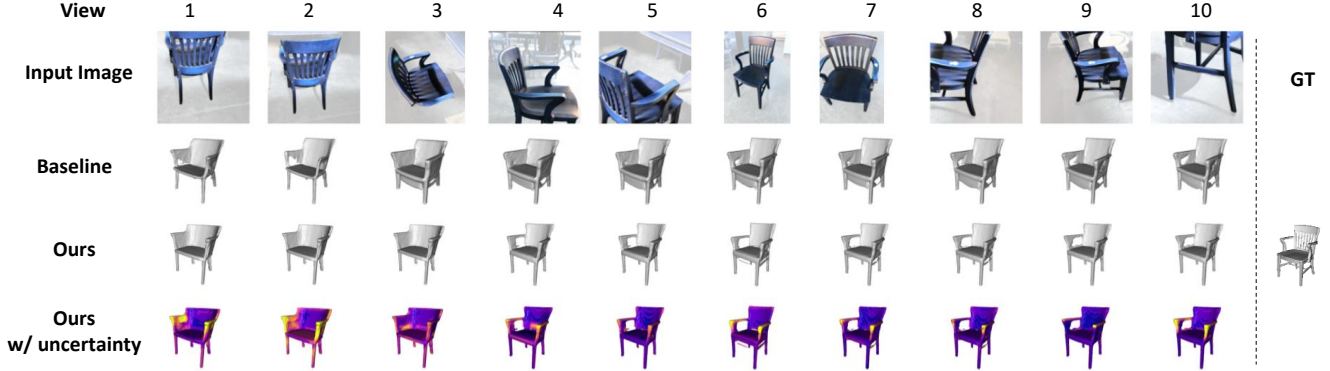 View 1 2 3 4 5 6 7 8 9 10
Input Image
GT
Baseline
Ours
Ours
w/ uncertainty